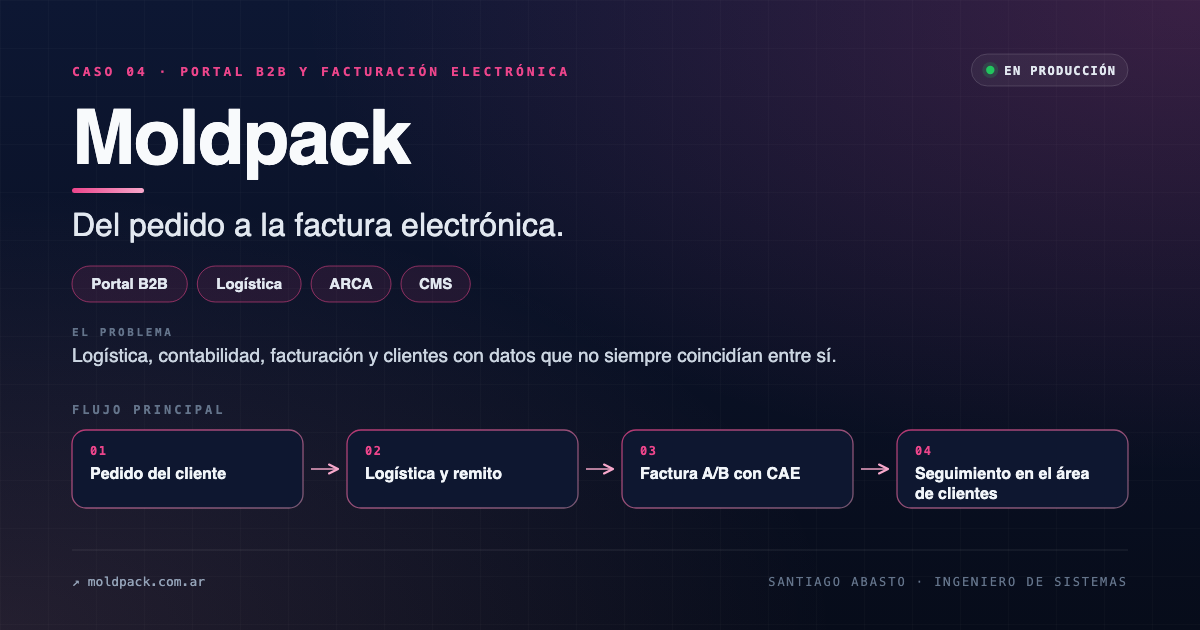 CASO 04 · PORTAL B2B Y FACTURACIÓN ELECTRÓNICA
EN PRODUCCIÓN
Moldpack
Del pedido a la factura electrónica.
Portal B2B
Logística
ARCA
CMS
EL PROBLEMA
Logística, contabilidad, facturación y clientes con datos que no siempre coincidían entre sí.
FLUJO PRINCIPAL
01
Pedido del cliente
02
Logística y remito
03
Factura A/B con CAE
04
Seguimiento en el área
de clientes
↗ moldpack.com.ar
SANTIAGO ABASTO · INGENIERO DE SISTEMAS